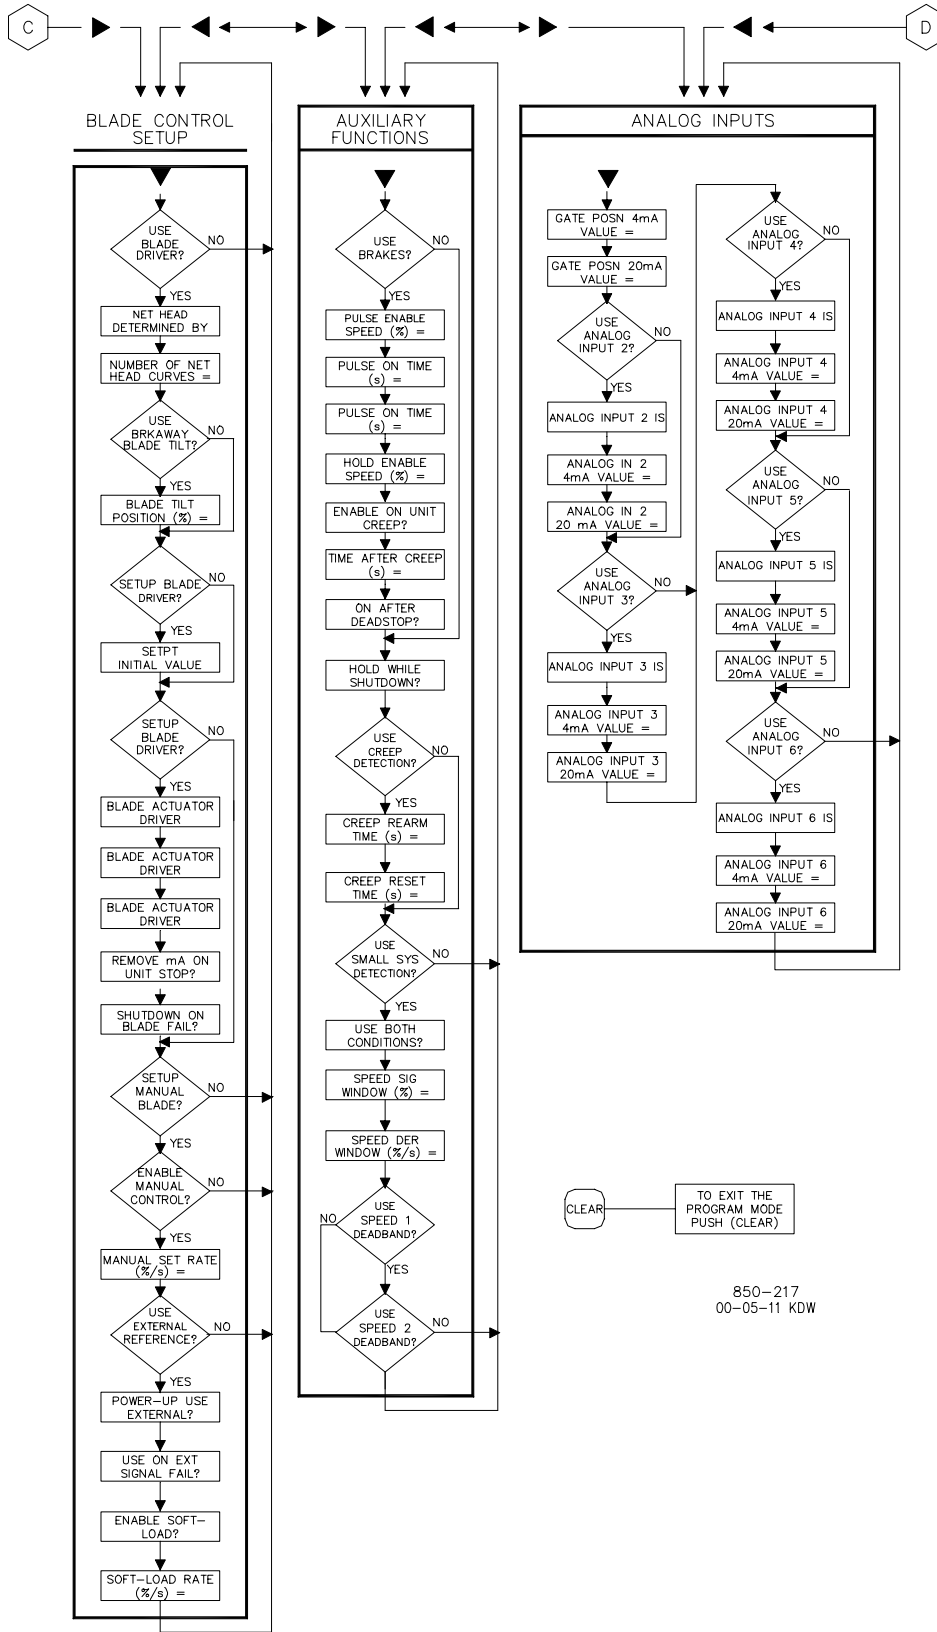 C
D
BLADE CONTROL
SETUP
USE
BLADE
DRIVER?
NO
YES
NET HEAD
DETERMINED BY
NUMBER OF NET
HEAD CURVES =
USE
BRKAWAY
BLADE TILT?
NO
YES
BLADE TILT
POSITION (%) =
SETUP BLADE
DRIVER?
NO
YES
SETPT
INITIAL VALUE
SETUP
BLADE
DRIVER?
NO
YES
BLADE ACTUATOR
DRIVER
BLADE ACTUATOR
DRIVER
BLADE ACTUATOR
DRIVER
REMOVE mA ON
UNIT STOP?
SHUTDOWN ON
BLADE FAIL?
SETUP
MANUAL
BLADE?
NO
YES
ENABLE
MANUAL
CONTROL?
NO
YES
MANUAL SET RATE
(%/s) =
USE
EXTERNAL
REFERENCE?
NO
YES
POWER-UP USE
EXTERNAL?
USE ON EXT
SIGNAL FAIL?
ENABLE SOFT-
LOAD?
SOFT-LOAD RATE
(%/s) =
AUXILIARY
FUNCTIONS
USE
BRAKES?
NO
YES
PULSE ENABLE
SPEED (%) =
PULSE ON TIME
(s) =
PULSE ON TIME
(s) =
HOLD ENABLE
SPEED (%) =
ENABLE ON UNIT
CREEP?
TIME AFTER CREEP
(s) =
ON AFTER
DEADSTOP?
HOLD WHILE
SHUTDOWN?
USE
CREEP
DETECTION?
NO
YES
CREEP REARM
TIME (s) =
CREEP RESET
TIME (s) =
USE
SMALL SYS
DETECTION?
NO
YES
USE BOTH
CONDITIONS?
SPEED SIG
WINDOW (%) =
SPEED DER
WINDOW (%/s) =
USE
SPEED 1
DEADBAND?
NO
YES
USE
SPEED 2
DEADBAND?
NO
ANALOG INPUTS
GATE POSN 4mA
VALUE =
GATE POSN 20mA
VALUE =
USE
ANALOG
INPUT 2?
NO
YES
ANALOG INPUT 2 IS
ANALOG IN 2
4mA VALUE =
ANALOG IN 2
20 mA VALUE =
USE
ANALOG
INPUT 3?
NO
YES
ANALOG INPUT 3 IS
ANALOG INPUT 3
4mA VALUE =
ANALOG INPUT 3
20mA VALUE =
USE
ANALOG
INPUT 4?
NO
YES
ANALOG INPUT 4 IS
ANALOG INPUT 4
4mA VALUE =
ANALOG INPUT 4
20mA VALUE =
USE
ANALOG
INPUT 5?
NO
YES
ANALOG INPUT 5 IS
ANALOG INPUT 5
4mA VALUE =
ANALOG INPUT 5
20mA VALUE =
USE
ANALOG
INPUT 6?
NO
YES
ANALOG INPUT 6 IS
ANALOG INPUT 6
4mA VALUE =
ANALOG INPUT 6
20mA VALUE =
CLEAR
TO EXIT THE
PROGRAM MODE
PUSH (CLEAR)
850-217
00-05-11 KDW